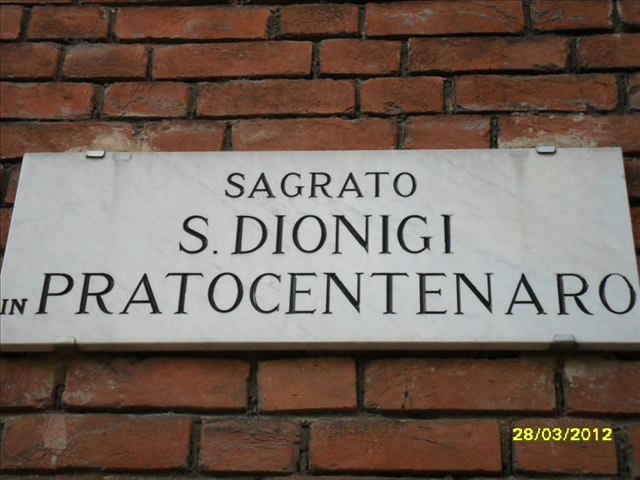 SAGRATO
S. DIONIGI
IN PRATOCENTENARO
28/03/2012